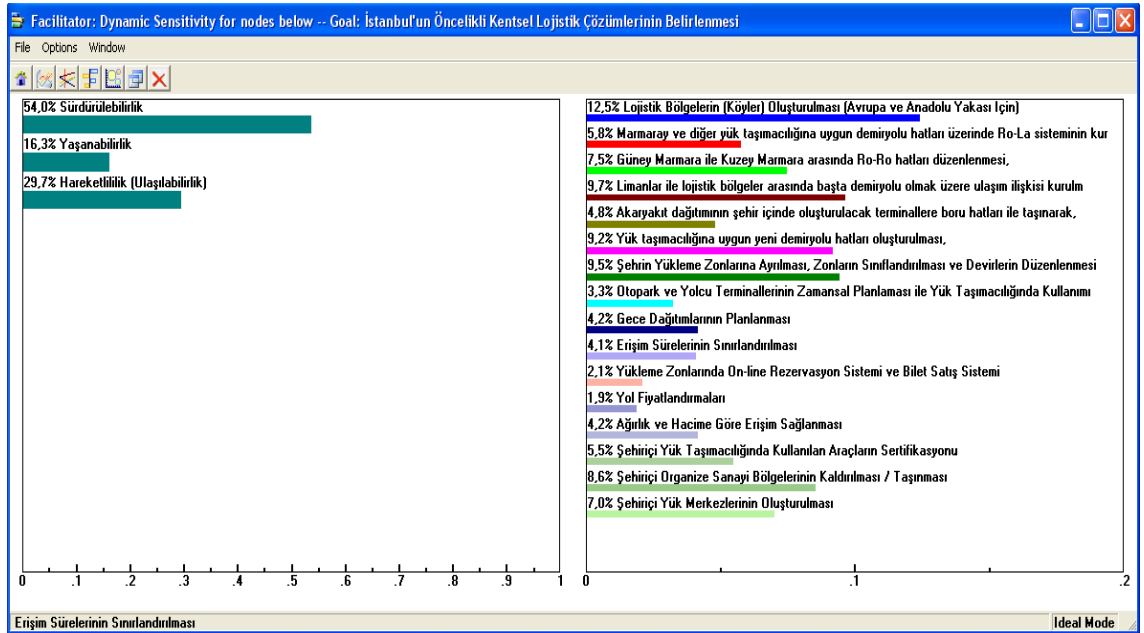 Facilitator: Dynamic Sensitivity for nodes below -- Goal: İstanbul'un Öncelikli Kentsel Lojistik Çözümlerinin Belirlenmesi
File Options Window
54,0% Sürdürülebilirlik
16,3% Yaşanabilirlik
29,7% Hareketlilik (Ulaşılabilirlik)
0 .1 .2 .3 .4 .5 .6 .7 .8 .9 1
12,5% Lojistik Bölgelerin (Köyler) Oluşturulması (Avrupa ve Anadolu Yakası İçin)
5,8% Marmaray ve diğer yük taşımacılığına uygun demiryolu hatları üzerinde Ro-La sisteminin kur
7,5% Güney Marmara ile Kuzey Marmara arasında Ro-Ro hatları düzenlenmesi,
9,7% Limanlar ile lojistik bölgeler arasında başta demiryolu olmak üzere ulaşım ilişkisi kurulm
4,8% Akaryakıt dağıtımının şehir içinde oluşturulacak terminallere boru hatları ile taşınarak,
9,2% Yük taşımacılığına uygun yeni demiryolu hatları oluşturulması,
9,5% Şehrin Yükleme Zonlarına Ayrılması, Zonların Sınıflandırılması ve Devirlerin Düzenlenmesi
3,3% Otopark ve Yolcu Terminallerinin Zamansal Planlaması ile Yük Taşımacılığında Kullanımı
4,2% Gece Dağıtımlarının Planlanması
4,1% Erişim Sürelerinin Sınırlandırılması
2,1% Yükleme Zonlarında On-line Rezervasyon Sistemi ve Bilet Satış Sistemi
1,9% Yol Fiyatlandırmaları
4,2% Ağırlık ve Hacime Göre Erişim Sağlanması
5,5% Şehiriçi Yük Taşımacılığında Kullanılan Araçların Sertifikasyonu
8,6% Şehiriçi Organize Sanayi Bölgelerinin Kaldırılması / Taşınması
7,0% Şehiriçi Yük Merkezlerinin Oluşturulması
0 .1 .2
Erişim Sürelerinin Sınırlandırılması
Ideal Mode